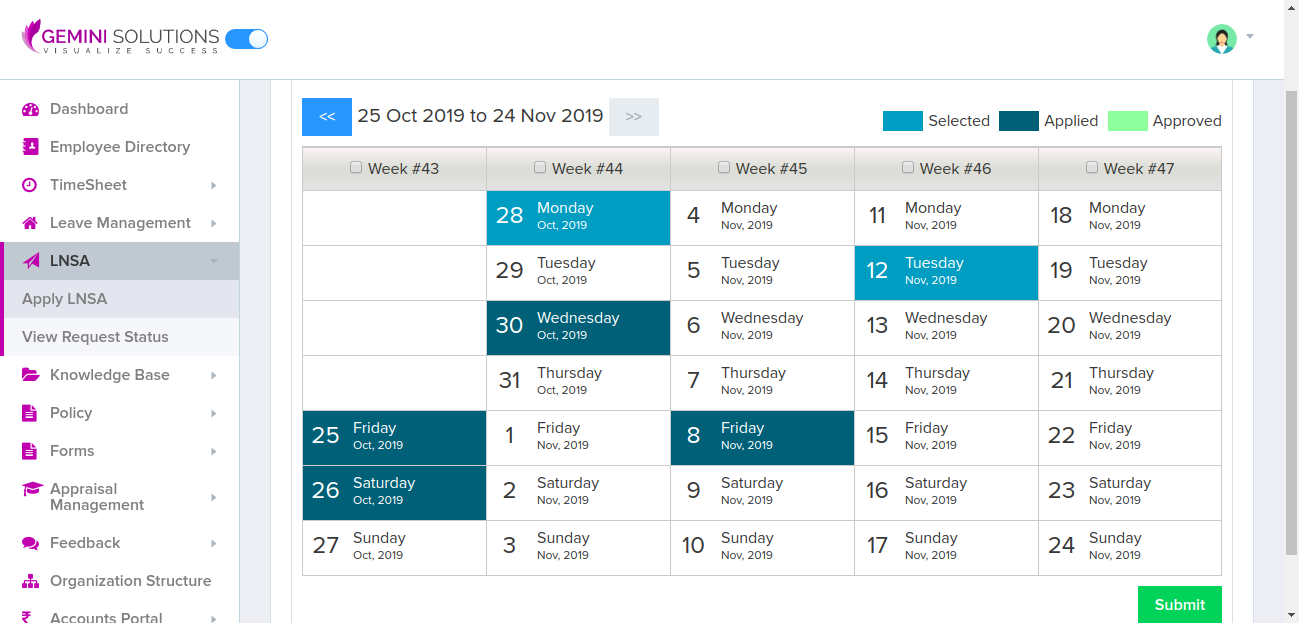 GEMINI SOLUTIONS
VISUALIZE SUCCESS
Dashboard
Employee Directory
TimeSheet
Leave Management
LNSA
Apply LNSA
View Request Status
Knowledge Base
Policy
Forms
Appraisal
Management
Feedback
Organization Structure
Accounts Portal
<< 25 Oct 2019 to 24 Nov 2019 >>
Selected Applied Approved
Week #43 Week #44 Week #45 Week #46 Week #47
28 Monday 4 Monday 11 Monday 18 Monday
Oct, 2019 Nov, 2019 Nov, 2019 Nov, 2019
29 Tuesday 5 Tuesday 12 Tuesday 19 Tuesday
Oct, 2019 Nov, 2019 Nov, 2019 Nov, 2019
30 Wednesday 6 Wednesday 13 Wednesday 20 Wednesday
Oct, 2019 Nov, 2019 Nov, 2019 Nov, 2019
31 Thursday 7 Thursday 14 Thursday 21 Thursday
Oct, 2019 Nov, 2019 Nov, 2019 Nov, 2019
25 Friday 1 Friday 8 Friday 15 Friday 22 Friday
Oct, 2019 Nov, 2019 Nov, 2019 Nov, 2019 Nov, 2019
26 Saturday 2 Saturday 9 Saturday 16 Saturday 23 Saturday
Oct, 2019 Nov, 2019 Nov, 2019 Nov, 2019 Nov, 2019
27 Sunday 3 Sunday 10 Sunday 17 Sunday 24 Sunday
Oct, 2019 Nov, 2019 Nov, 2019 Nov, 2019 Nov, 2019
Submit